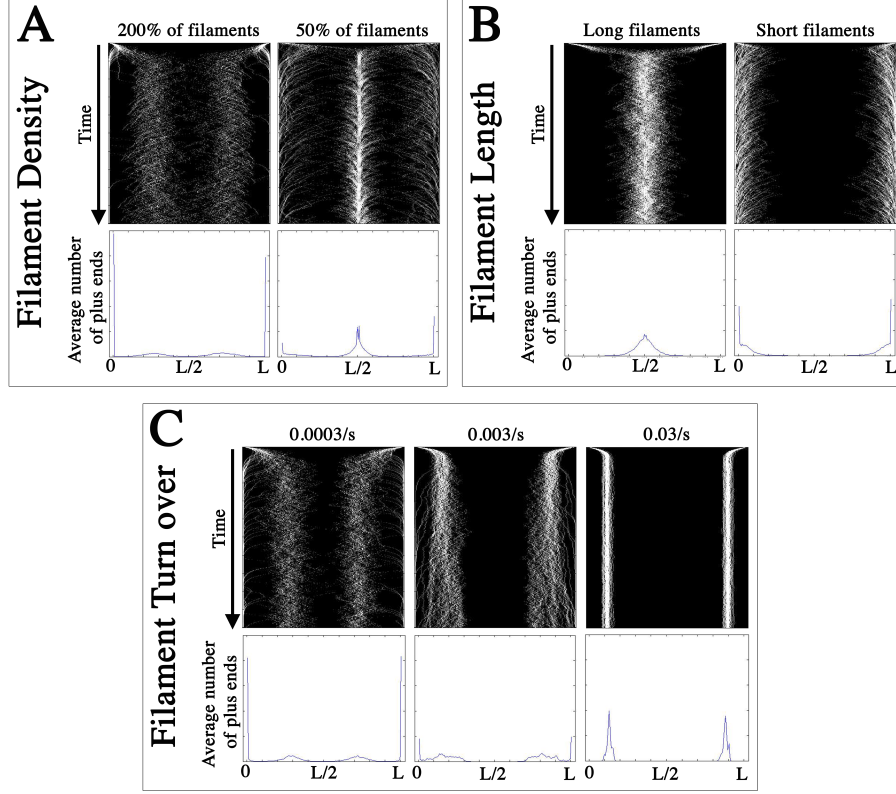 A
200% of filaments
50% of filaments
Filament Density
Time
Average number
of plus ends
0
L/2
L
0
L/2
L
B
Long filaments
Short filaments
Filament Length
Time
Average number
of plus ends
0
L/2
L
0
L/2
L
C
0.0003/s
0.003/s
0.03/s
Filament Turn over
Time
Average number
of plus ends
0
L/2
L
0
L/2
L
0
L/2
L